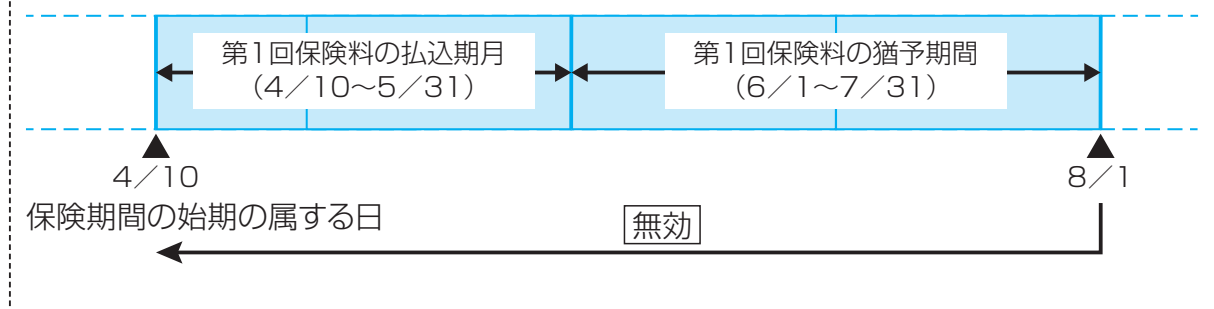 第1回保険料の払込期月
（4／10～5／31）
第1回保険料の猶予期間
（6／1～7／31）
4／10
8／1
保険期間の始期の属する日
無効